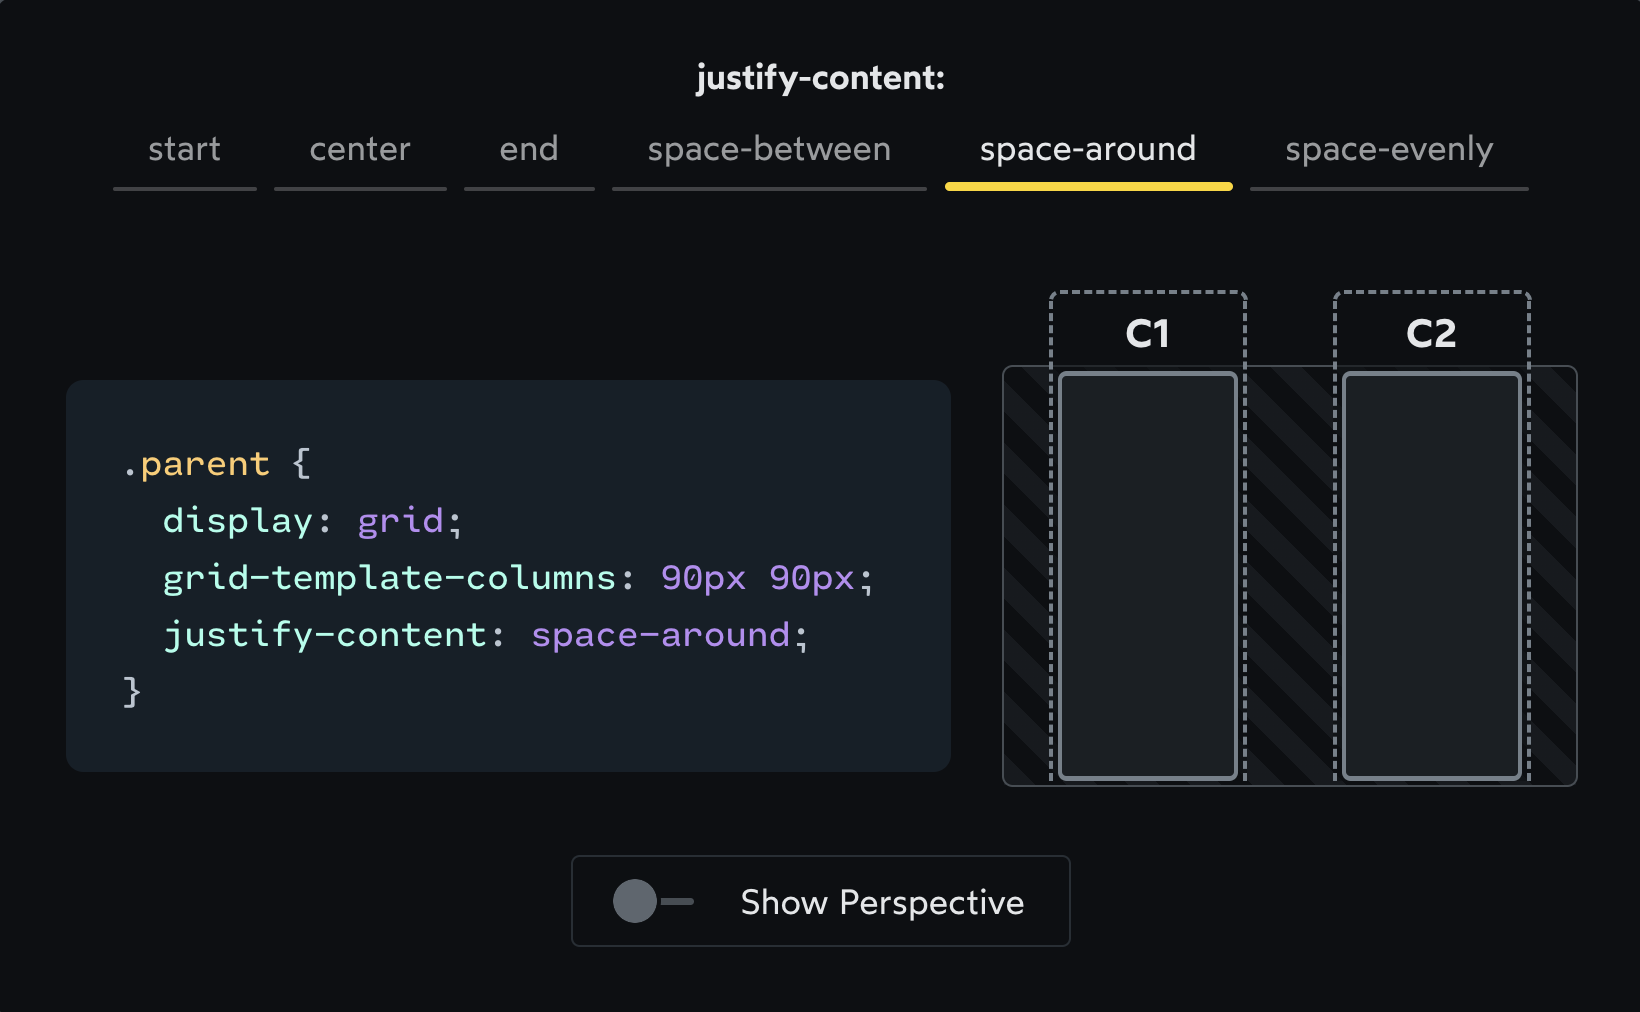 justify-content:
start center end space-between space-around space-evenly
C1 C2
.parent {
  display: grid;
  grid-template-columns: 90px 90px;
  justify-content: space-around;
}
Show Perspective